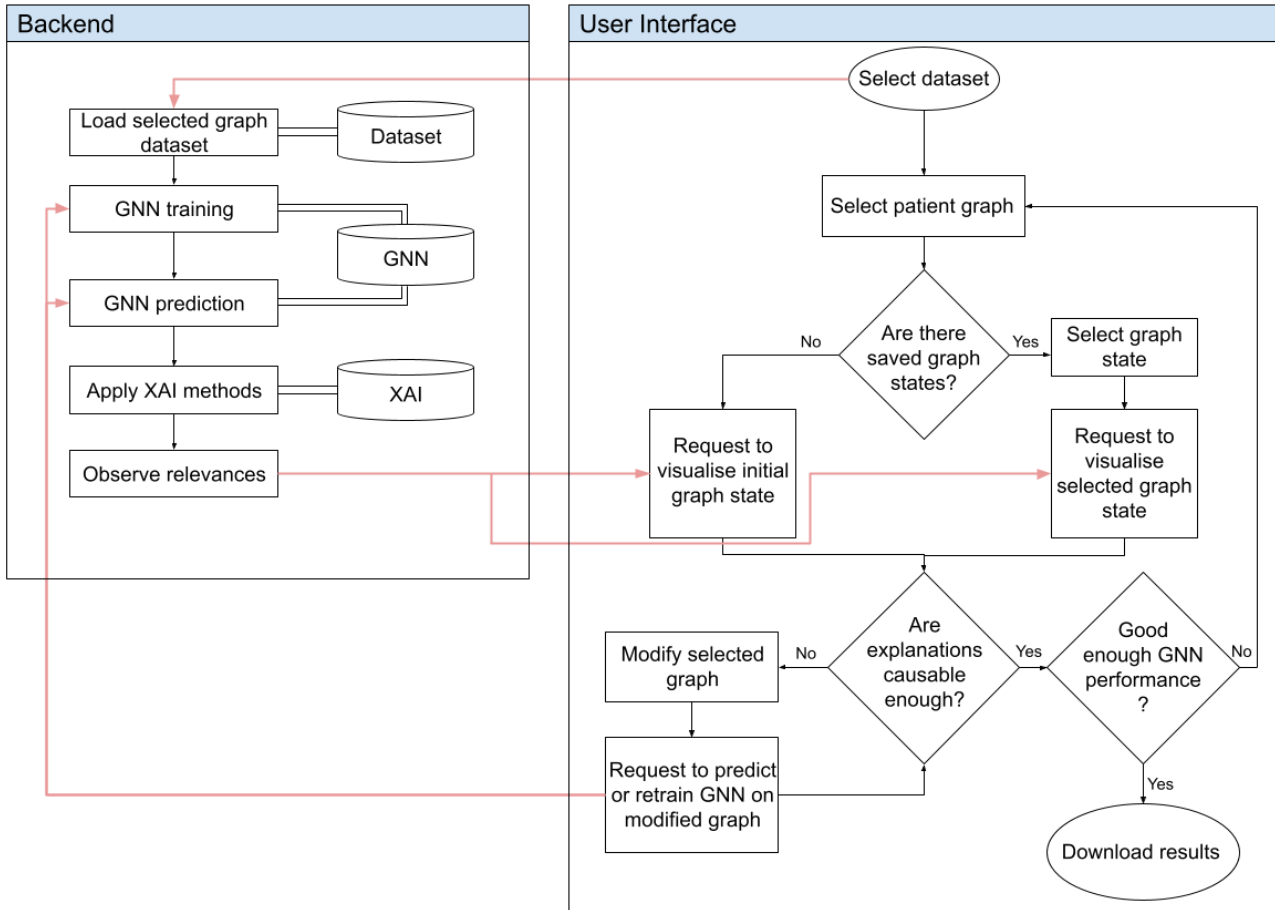 Backend
User Interface
Select dataset
Load selected graph
dataset
Dataset
GNN training
Select patient graph
GNN
GNN prediction
No
Are there
saved graph
states?
Yes
Select graph
state
Apply XAI methods
XAI
Observe relevances
Request to
visualise initial
graph state
Request to
visualise
selected graph
state
Modify selected
graph
No
Are
explanations
causable
enough?
Yes
Good
enough GNN
performance
?
No
Request to predict
or retrain GNN on
modified graph
Yes
Download results